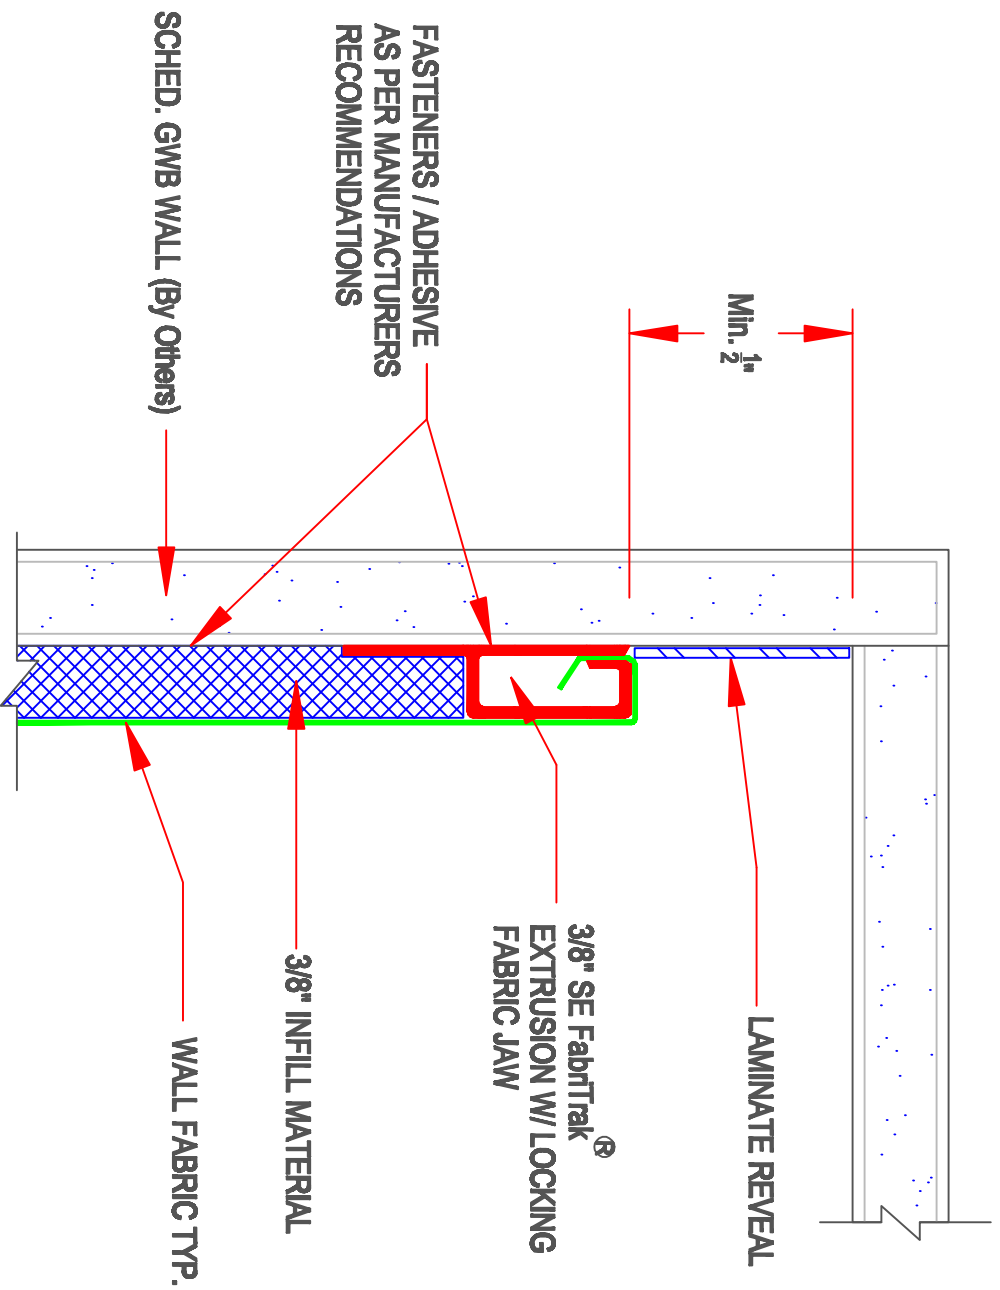 LAMINATE REVEAL
Min. 1/2"
3/8" SE FabriTrak®
EXTRUSION W/ LOCKING
FABRIC JAW
FASTENERS / ADHESIVE
AS PER MANUFACTURERS
RECOMMENDATIONS
3/8" INFILL MATERIAL
WALL FABRIC TYP.
SCHED. GWB WALL (By Others)